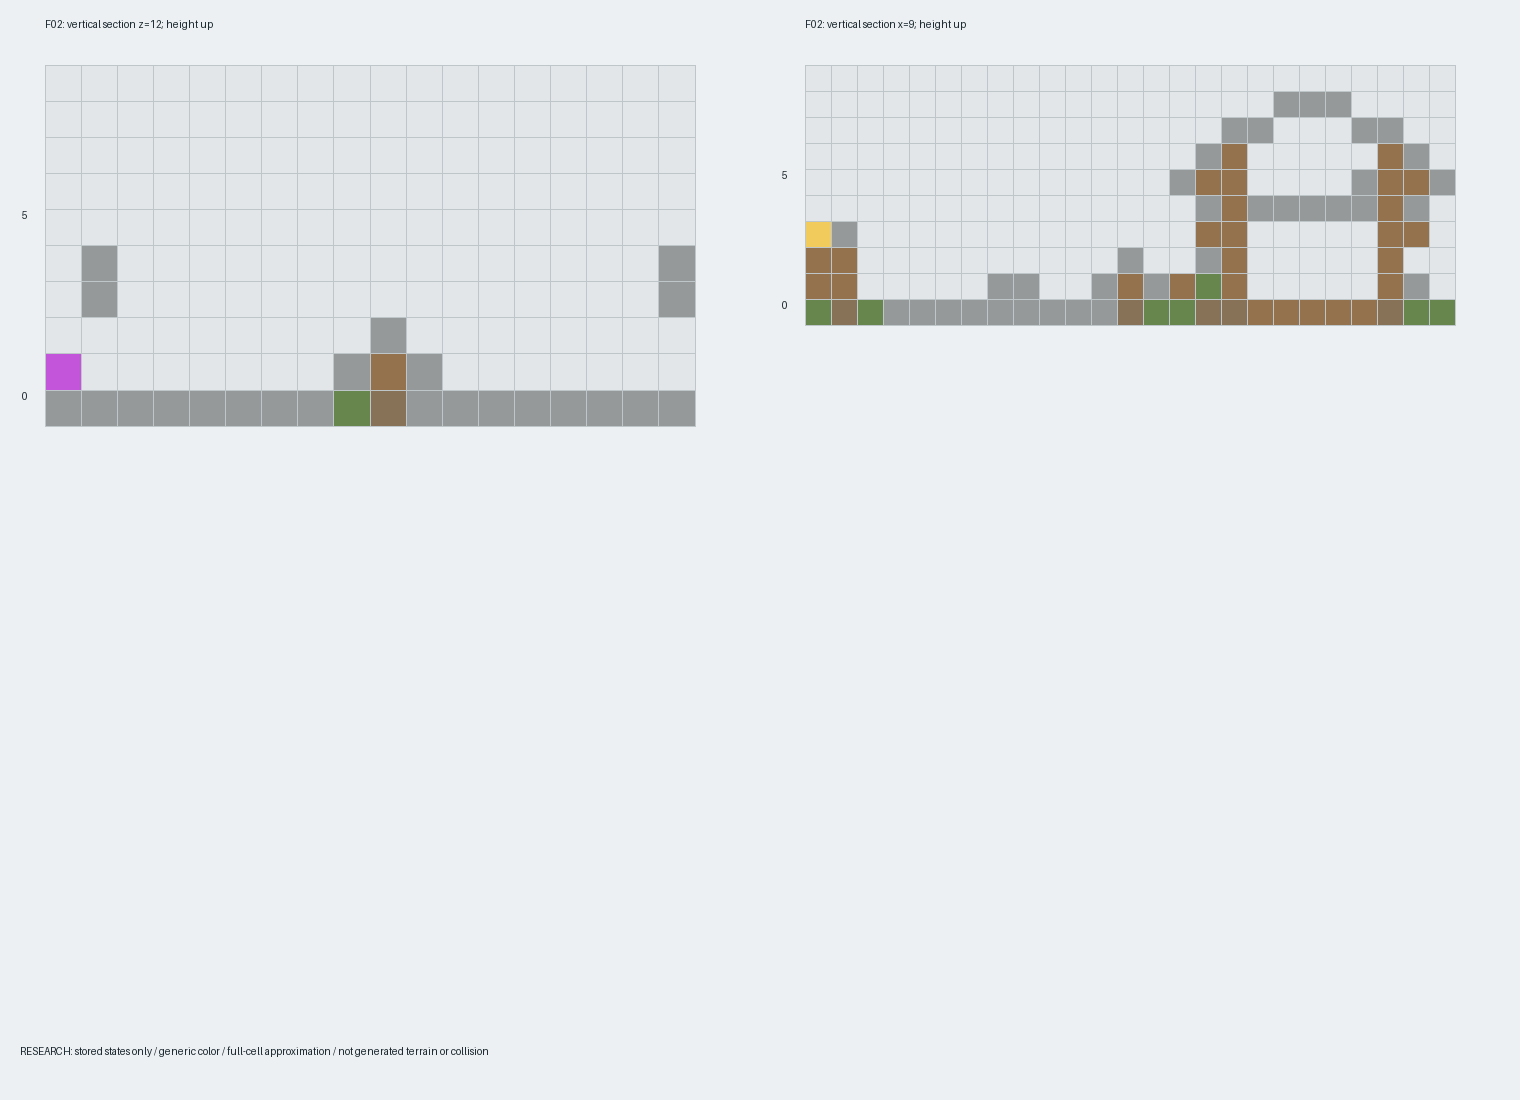 F02: vertical section z=12; height up
F02: vertical section x=9; height up
5
0
5
0
RESEARCH: stored states only / generic color / full-cell approximation / not generated terrain or collision